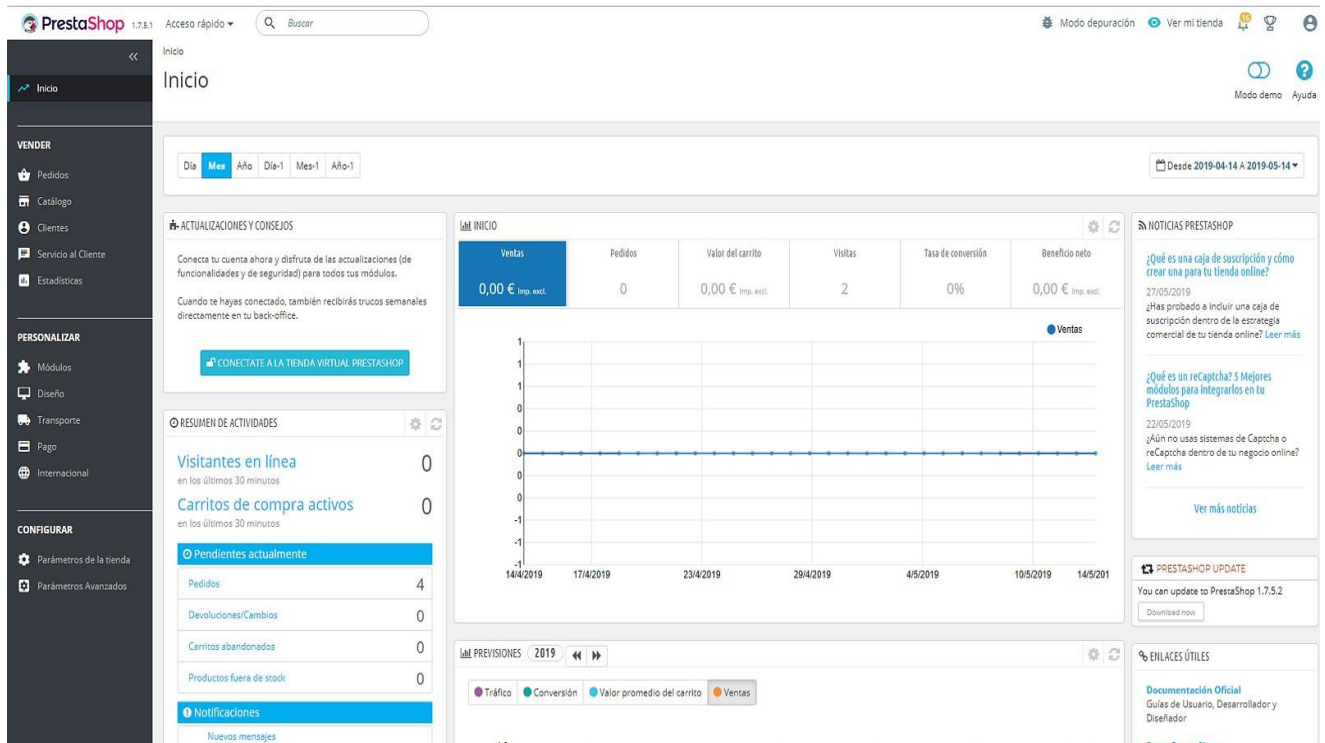 PrestaShop 1.7.5.1 Acceso rápido Buscar Modo depuración Ver mi tienda 16
Inicio
Inicio
Modo demo Ayuda
Inicio
VENDER
Pedidos
Catálogo
Clientes
Servicio al Cliente
Estadísticas
PERSONALIZAR
Módulos
Diseño
Transporte
Pago
Internacional
CONFIGURAR
Parámetros de la tienda
Parámetros Avanzados
Día Mes Año Día-1 Mes-1 Año-1
Desde 2019-04-14 A 2019-05-14
ACTUALIZACIONES Y CONSEJOS
Conecta tu cuenta ahora y disfruta de las actualizaciones (de
funcionalidades y de seguridad) para todos tus módulos.
Cuando te hayas conectado, también recibirás trucos semanales
directamente en tu back-office.
CONECTATE A LA TIENDA VIRTUAL PRESTASHOP
RESUMEN DE ACTIVIDADES
Visitantes en línea 0
en los últimos 30 minutos
Carritos de compra activos 0
en los últimos 30 minutos
Pendientes actualmente
Pedidos 4
Devoluciones/Cambios 0
Carritos abandonados 0
Productos fuera de stock 0
Notificaciones
Nuevos mensajes
INICIO
Ventas Pedidos Valor del carrito Visitas Tasa de conversión Beneficio neto
0,00 € Imp. excl. 0 0,00 € Imp. excl. 2 0% 0,00 € Imp. excl.
Ventas
1
1
1
0
0
0
0
0
-1
-1
-1
14/4/2019 17/4/2019 23/4/2019 29/4/2019 4/5/2019 10/5/2019 14/5/201
PREVISIONES 2019
Tráfico Conversión Valor promedio del carrito Ventas
NOTICIAS PRESTASHOP
¿Qué es una caja de suscripción y cómo
crear una para tu tienda online?
27/05/2019
¿Has probado a incluir una caja de
suscripción dentro de la estrategia
comercial de tu tienda online? Leer más
¿Qué es un reCaptcha? 5 Mejores
módulos para integrarlos en tu
PrestaShop
22/05/2019
¿Aún no usas sistemas de Captcha o
reCaptcha dentro de tu negocio online?
Leer más
Ver más noticias
PRESTASHOP UPDATE
You can update to PrestaShop 1.7.5.2
Download now
ENLACES ÚTILES
Documentación Oficial
Guías de Usuario, Desarrollador y
Diseñador